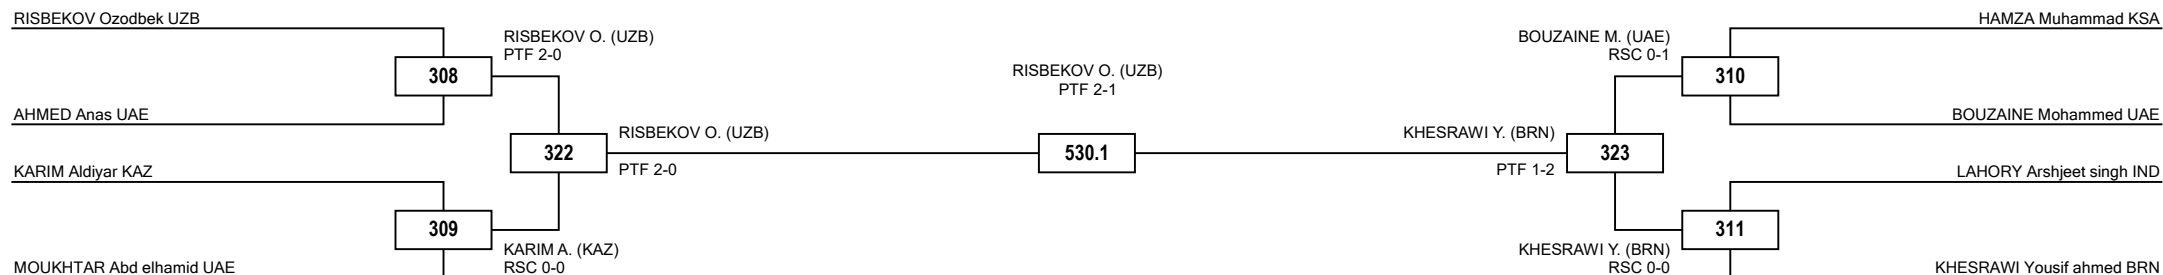 RISBEKOV Ozodbek UZB
HAMZA Muhammad KSA
RISBEKOV O. (UZB)
PTF 2-0
BOUZAINE M. (UAE)
RSC 0-1
308
RISBEKOV O. (UZB)
PTF 2-1
310
AHMED Anas UAE
BOUZAINE Mohammed UAE
322
RISBEKOV O. (UZB)
PTF 2-0
530.1
KHESRAWI Y. (BRN)
PTF 1-2
323
KARIM Aldiyar KAZ
LAHORY Arshjeet singh IND
309
311
KARIM A. (KAZ)
RSC 0-0
KHESRAWI Y. (BRN)
RSC 0-0
MOUKHTAR Abd elhamid UAE
KHESRAWI Yousif ahmed BRN